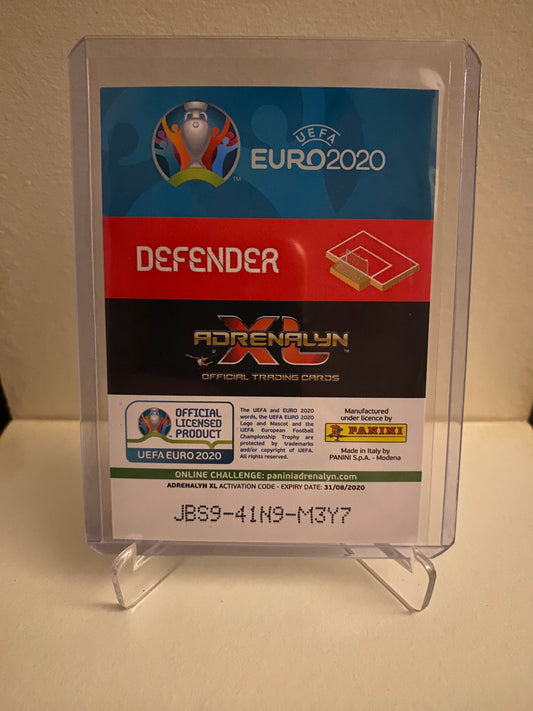 UEFA
EURO2020
TM
DEFENDER
ADRENALYN
XL
TM
OFFICIAL TRADING CARDS
OFFICIAL
LICENSED
PRODUCT
UEFA EURO 2020
The UEFA and EURO 2020
words, the UEFA EURO 2020
Logo and Mascot and the
UEFA European Football
Championship Trophy are
protected by trademarks
and/or copyright of UEFA.
All rights reserved.
Manufactured
under licence by
PANINI
Made in Italy by
PANINI S.p.A. - Modena
ONLINE CHALLENGE: paniniadrenalyn.com
ADRENALYN XL ACTIVATION CODE - EXPIRY DATE: 31/08/2020
JBS9-41N9-M3Y7